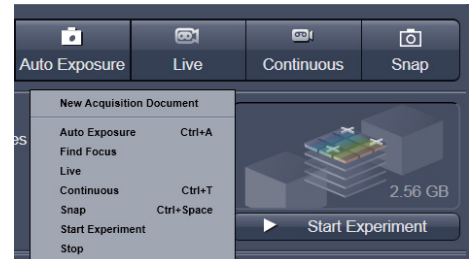 Auto Exposure Live Continuous Snap
New Acquisition Document
es
Auto Exposure Ctrl+A
Find Focus
Live
Continuous Ctrl+T
Snap Ctrl+Space
Start Experiment
Stop
2.56 GB
Start Experiment